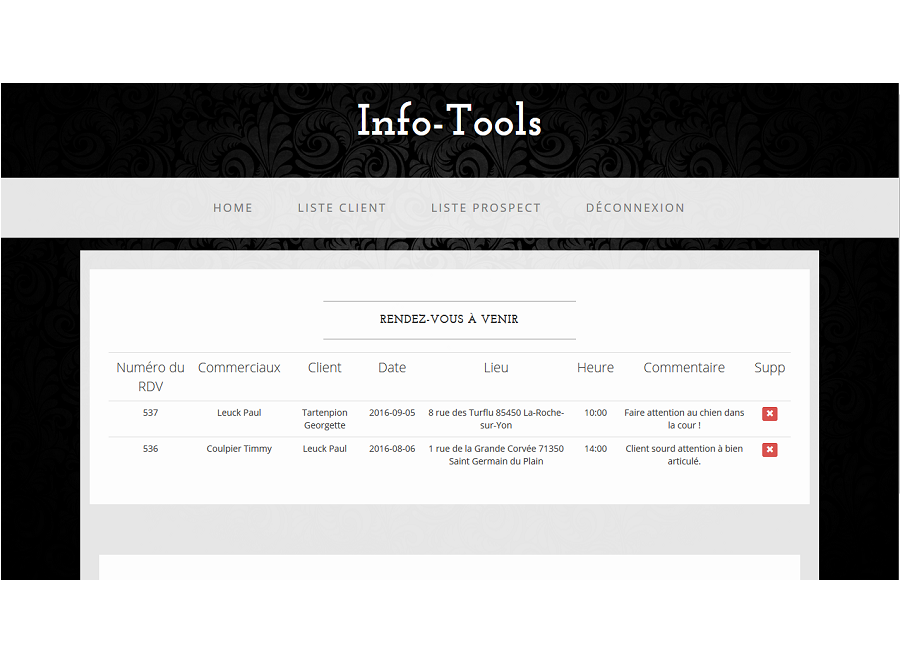 Info-Tools
HOME LISTE CLIENT LISTE PROSPECT DÉCONNEXION
RENDEZ-VOUS À VENIR
Numéro du Commerciaux Client Date Lieu Heure Commentaire Supp
RDV
537 Leuck Paul Tartenpion 2016-09-05 8 rue des Turflu 85450 La-Roche- 10:00 Faire attention au chien dans
Georgette sur-Yon la cour !
536 Coulpier Timmy Leuck Paul 2016-08-06 1 rue de la Grande Corvée 71350 14:00 Client sourd attention à bien
Saint Germain du Plain articulé.